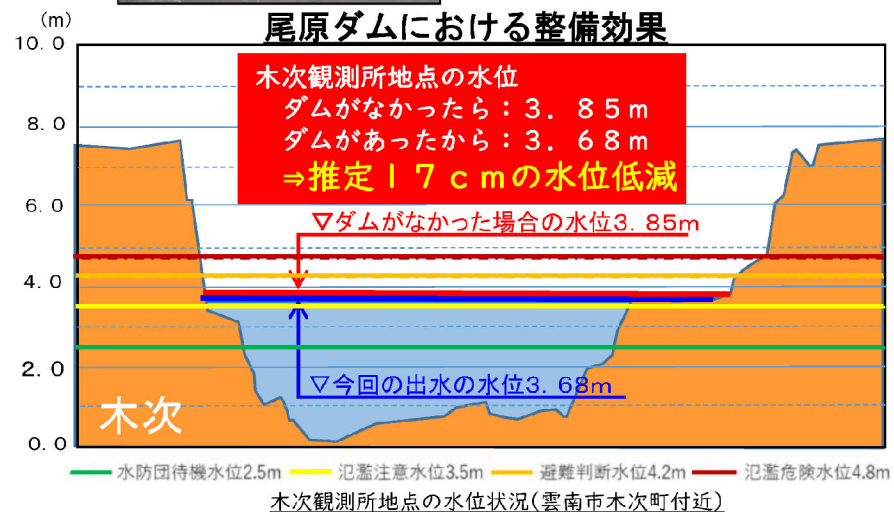 尾原ダムにおける整備効果
(m)
10.0
8.0
6.0
4.0
2.0
0.0
木次観測所地点の水位
ダムがなかったら：3．85m
ダムがあったから：3．68m
⇒推定17cmの水位低減
▽ダムがなかった場合の水位3．85m
▽今回の出水の水位3．68m
木次
水防団待機水位2.5m 氾濫注意水位3.5m 避難判断水位4.2m 氾濫危険水位4.8m
木次観測所地点の水位状況(雲南市木次町付近)